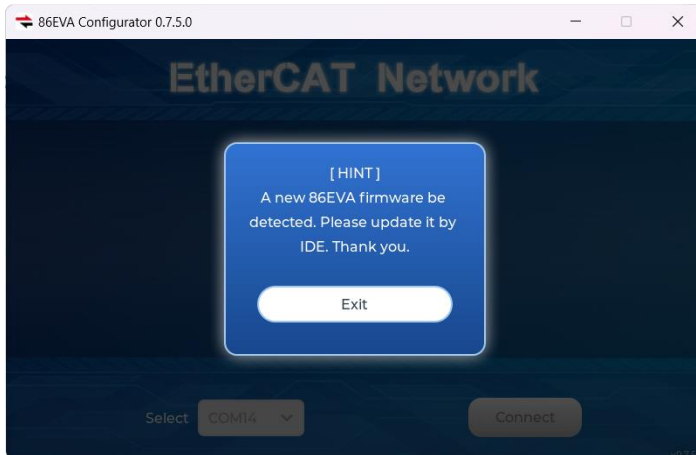 86EVA Configurator 0.7.5.0
EtherCAT Network
[ HINT ]
A new 86EVA firmware be
detected. Please update it by
IDE. Thank you.
Exit
Select COM14 Connect